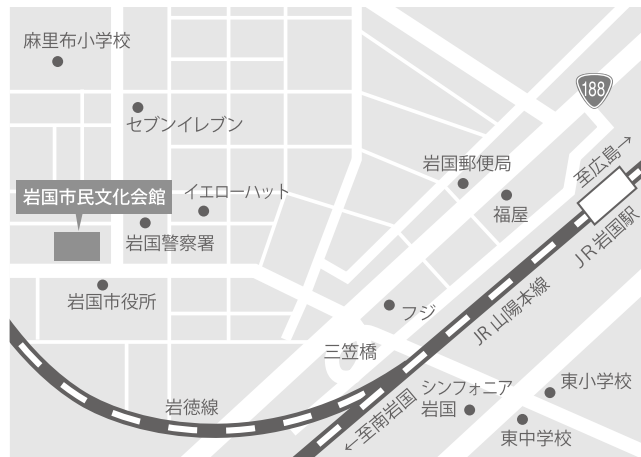 麻里布小学校
188
セブンイレブン
至広島→
岩国郵便局
岩国市民文化会館
イエローハット
福屋
岩国警察署
JR岩国駅
岩国市役所
フジ
JR山陽本線
三笠橋
シンフォニア
岩国
東小学校
岩徳線
←至南岩国
東中学校